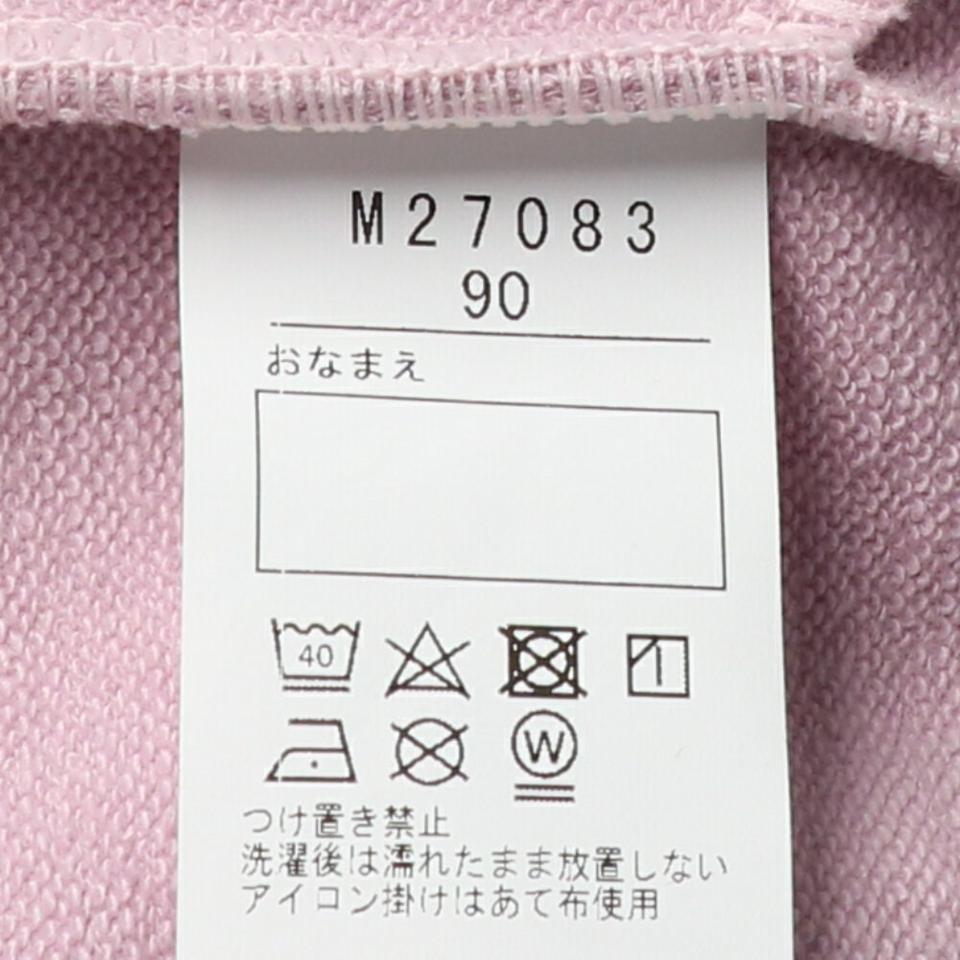 M27083
90
おなまえ
40
W
つけ置き禁止
洗濯後は濡れたまま放置しない
アイロン掛けはあて布使用